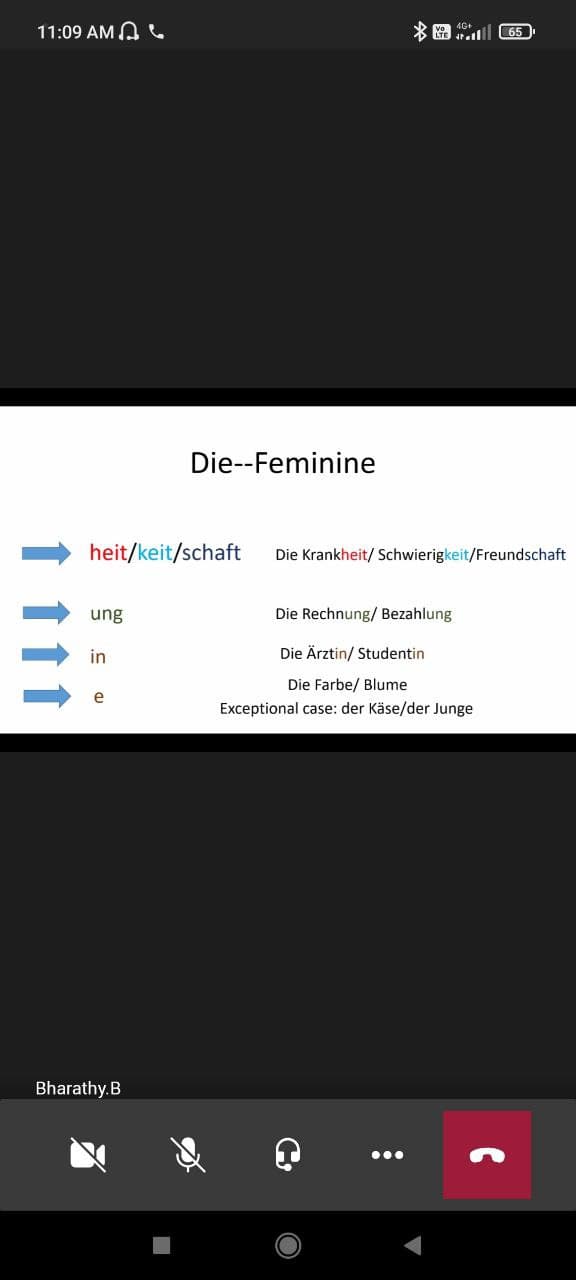 11:09 AM
Vo LTE 4G+ 65
Die--Feminine
heit/keit/schaft Die Krankheit/ Schwierigkeit/Freundschaft
ung Die Rechnung/ Bezahlung
in Die Ärztin/ Studentin
e Die Farbe/ Blume
Exceptional case: der Käse/der Junge
Bharathy.B